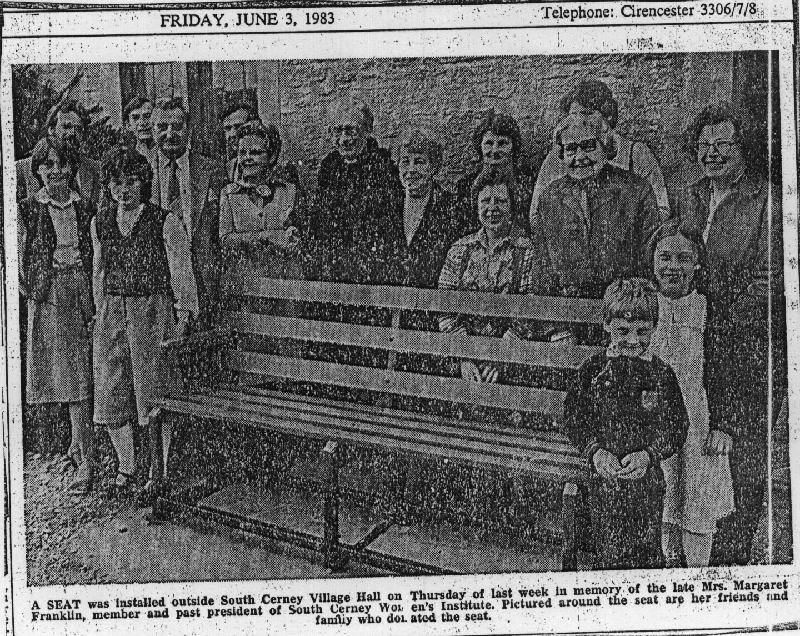 FRIDAY, JUNE 3, 1983
Telephone: Cirencester 3306/7/8
A SEAT was installed outside South Cerney Village Hall on Thursday of last week in memory of the late Mrs. Margaret
Franklin, member and past president of South Cerney Women's Institute. Pictured around the seat are her friends and
family who donated the seat.